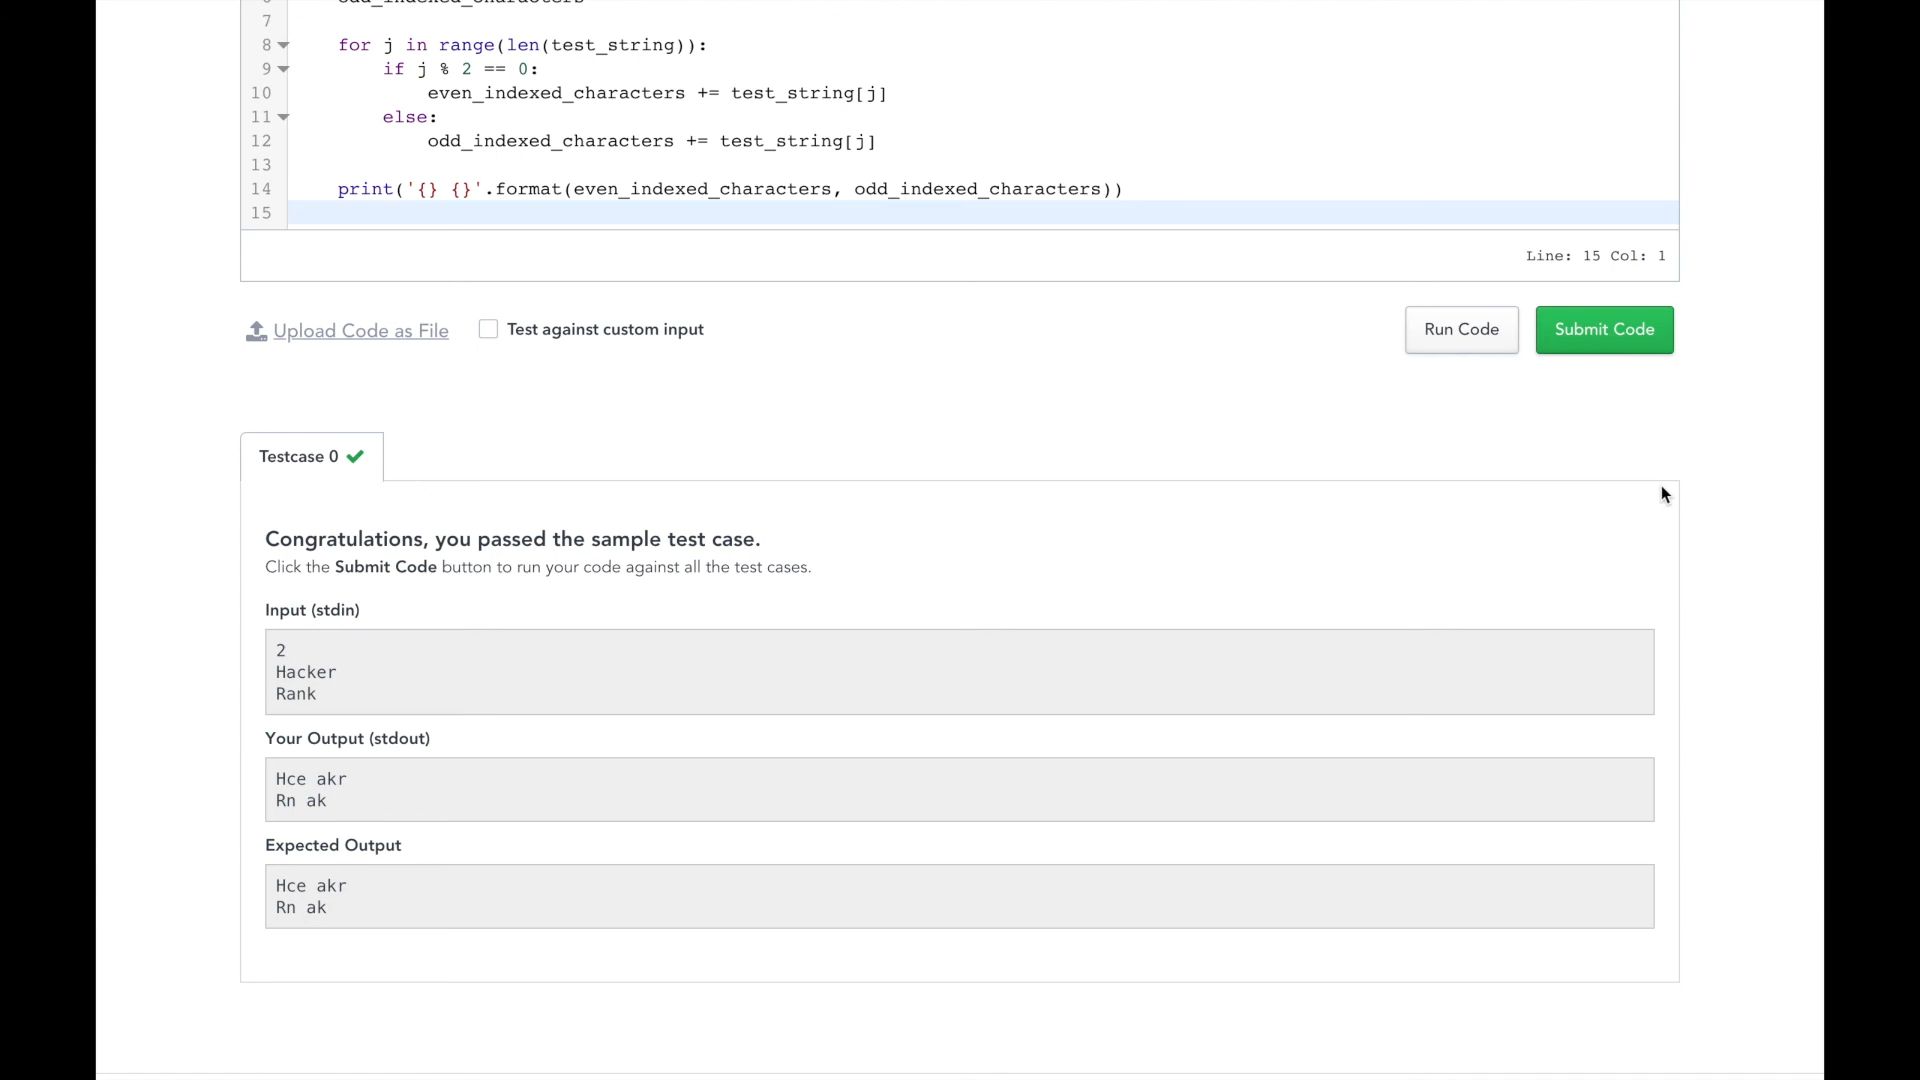 7
8 for j in range(len(test_string)):
9 if j % 2 == 0:
10 even_indexed_characters += test_string[j]
11 else:
12 odd_indexed_characters += test_string[j]
13
14 print('{} {}'.format(even_indexed_characters, odd_indexed_characters))
15
Line: 15 Col: 1
Upload Code as File Test against custom input Run Code Submit Code
Testcase 0
Congratulations, you passed the sample test case.
Click the Submit Code button to run your code against all the test cases.
Input (stdin)
2
Hacker
Rank
Your Output (stdout)
Hce akr
Rn ak
Expected Output
Hce akr
Rn ak